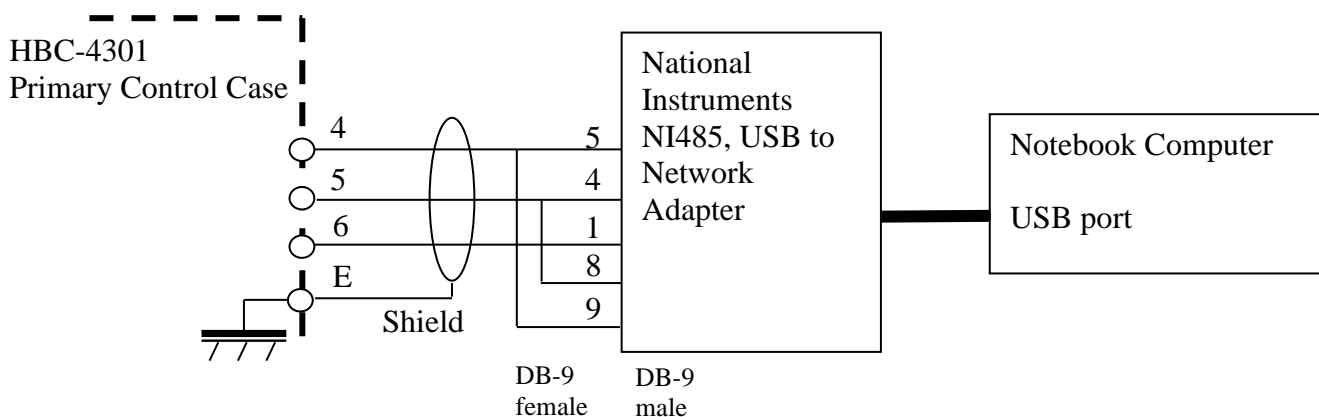 HBC-4301
Primary Control Case
4
5
6
E
Shield
5
4
1
8
9
DB-9
female
DB-9
male
National
Instruments
NI485, USB to
Network
Adapter
Notebook Computer
USB port